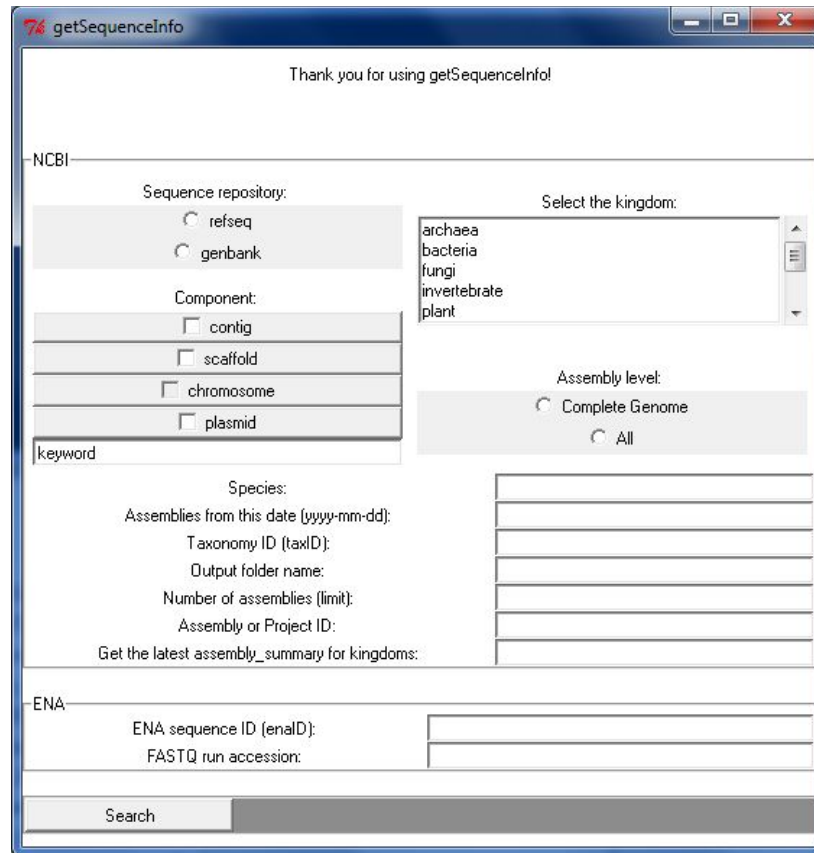 getSequenceInfo
Thank you for using getSequenceInfo!
NCBI
Sequence repository:
refseq
genbank
Select the kingdom:
archaea
bacteria
fungi
invertebrate
plant
Component:
contig
scaffold
chromosome
plasmid
keyword
Assembly level:
Complete Genome
All
Species:
Assemblies from this date (yyyy-mm-dd):
Taxonomy ID (taxID):
Output folder name:
Number of assemblies (limit):
Assembly or Project ID:
Get the latest assembly_summary for kingdoms:
ENA
ENA sequence ID (enaID):
FASTQ run accession:
Search